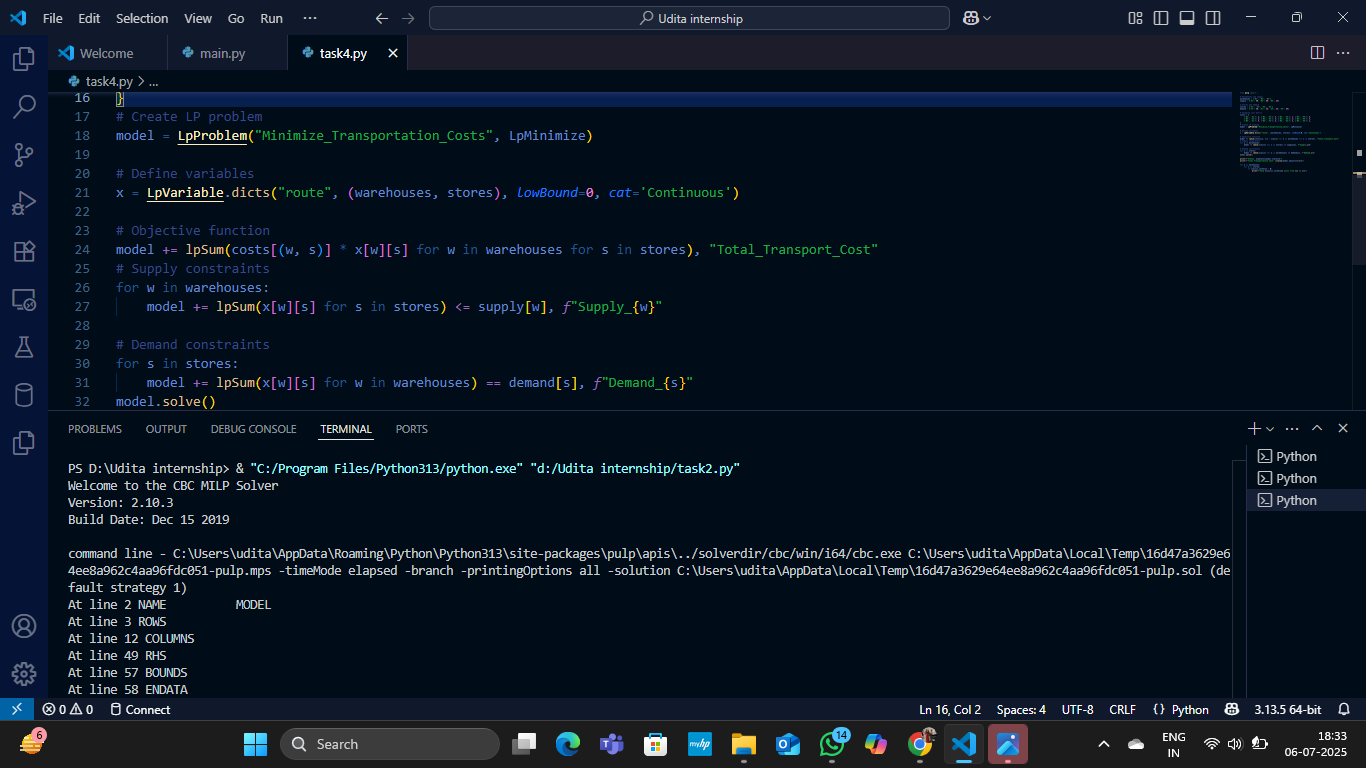 File Edit Selection View Go Run ··· Udita internship
Welcome main.py task4.py
task4.py > ...
16 }
17 # Create LP problem
18 model = LpProblem("Minimize_Transportation_Costs", LpMinimize)
19
20 # Define variables
21 x = LpVariable.dicts("route", (warehouses, stores), lowBound=0, cat='Continuous')
22
23 # Objective function
24 model += lpSum(costs[(w, s)] * x[w][s] for w in warehouses for s in stores), "Total_Transport_Cost"
25 # Supply constraints
26 for w in warehouses:
27 model += lpSum(x[w][s] for s in stores) <= supply[w], f"Supply_{w}"
28
29 # Demand constraints
30 for s in stores:
31 model += lpSum(x[w][s] for w in warehouses) == demand[s], f"Demand_{s}"
32 model.solve()
PROBLEMS OUTPUT DEBUG CONSOLE TERMINAL PORTS
PS D:\Udita internship> & "C:/Program Files/Python313/python.exe" "d:/Udita internship/task2.py"
Welcome to the CBC MILP Solver
Version: 2.10.3
Build Date: Dec 15 2019
command line - C:\Users\udita\AppData\Roaming\Python\Python313\site-packages\pulp\apis\../solverdir/cbc/win/i64/cbc.exe C:\Users\udita\AppData\Local\Temp\16d47a3629e6
4ee8a962c4aa96fdc051-pulp.mps -timeMode elapsed -branch -printingOptions all -solution C:\Users\udita\AppData\Local\Temp\16d47a3629e64ee8a962c4aa96fdc051-pulp.sol (de
fault strategy 1)
At line 2 NAME MODEL
At line 3 ROWS
At line 12 COLUMNS
At line 49 RHS
At line 57 BOUNDS
At line 58 ENDATA
Python
Python
Python
0 0 Connect Ln 16, Col 2 Spaces: 4 UTF-8 CRLF {} Python 3.13.5 64-bit
6 Search myhp 14 ENG IN 18:33 06-07-2025